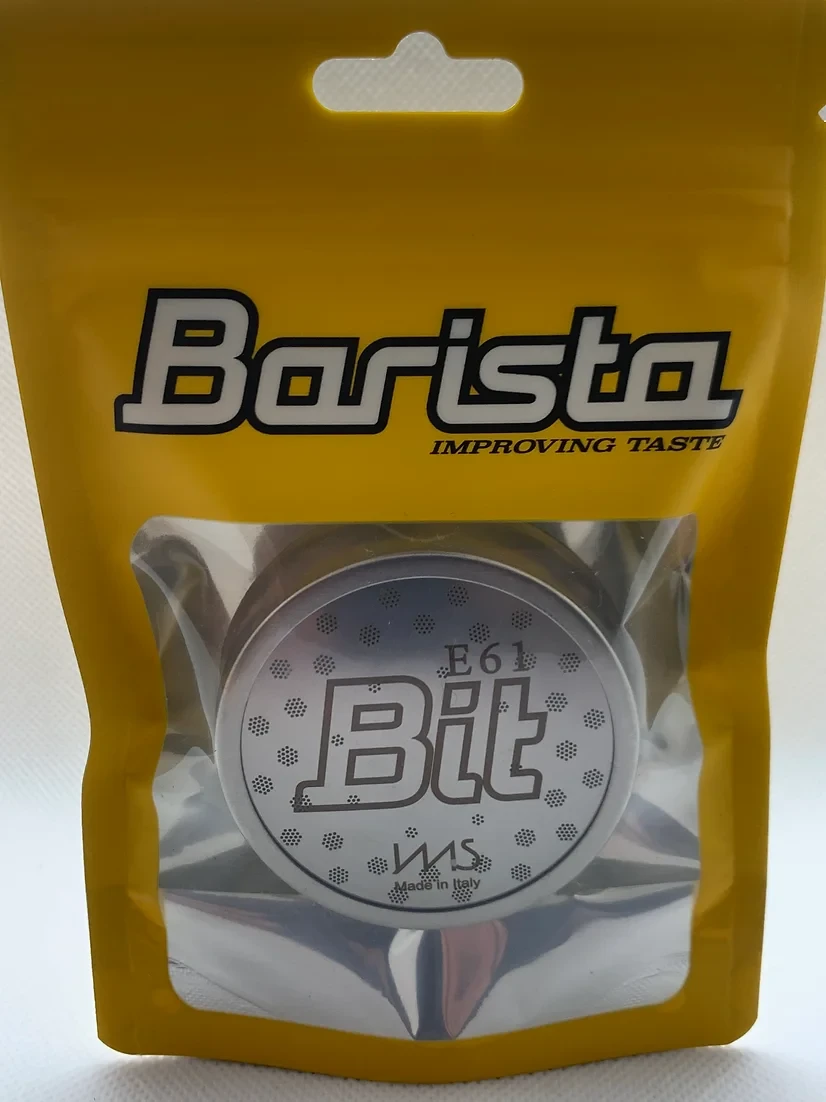 Barista
IMPROVING TASTE
E61
Bit
IMS
Made in Italy